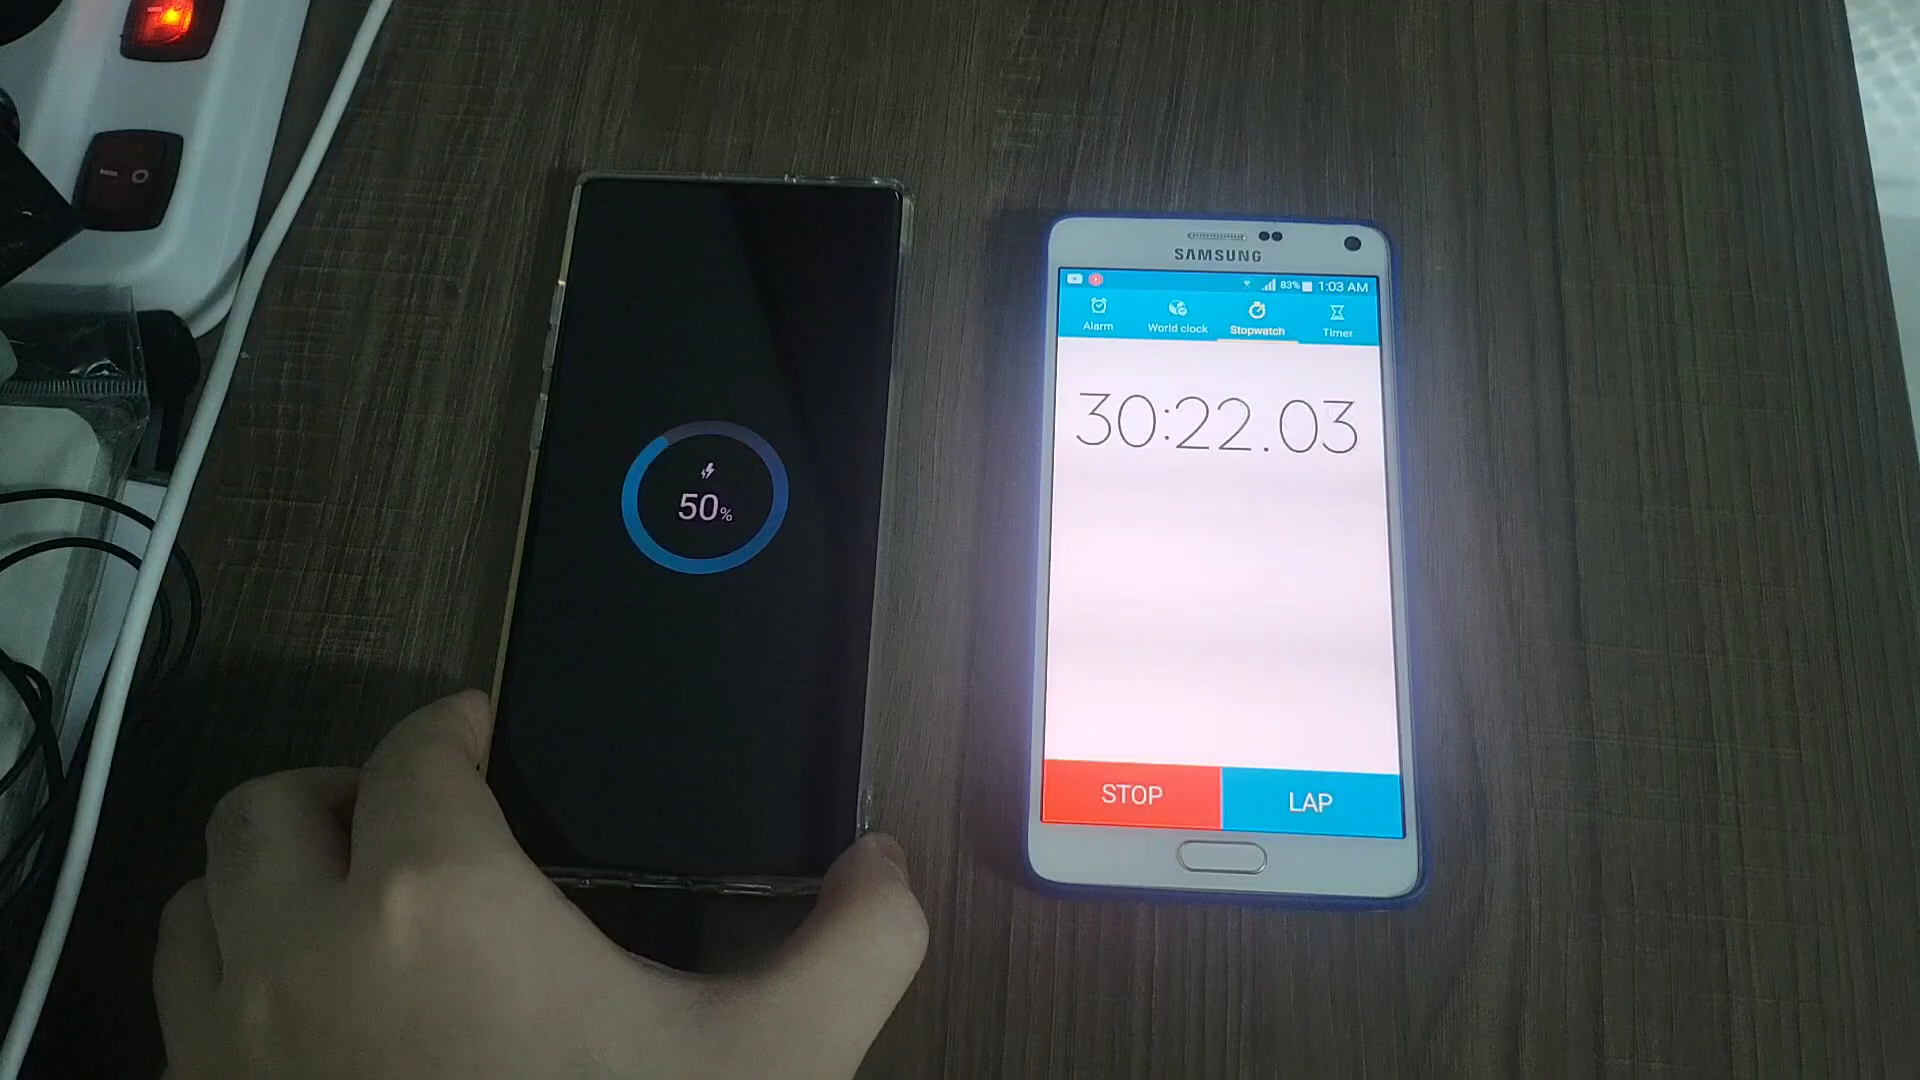 50%
SAMSUNG
83% 1:03 AM
Alarm World clock Stopwatch Timer
30:22.03
STOP LAP